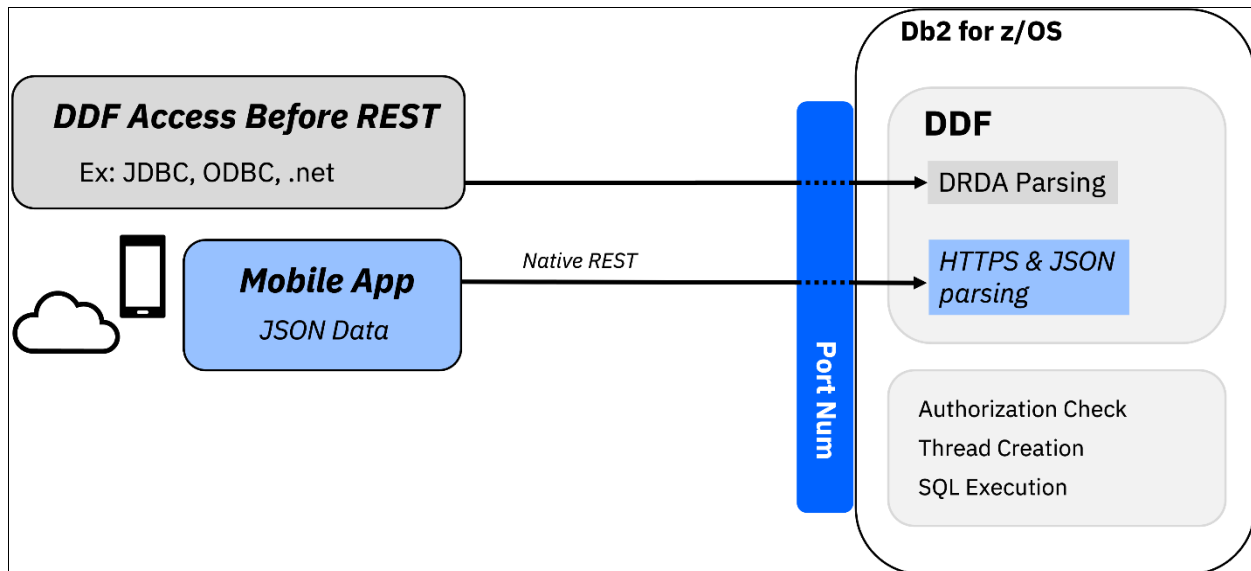 Db2 for z/OS
DDF Access Before REST
Ex: JDBC, ODBC, .net
DDF
DRDA Parsing
Mobile App
JSON Data
Native REST
HTTPS & JSON
parsing
Port Num
Authorization Check
Thread Creation
SQL Execution